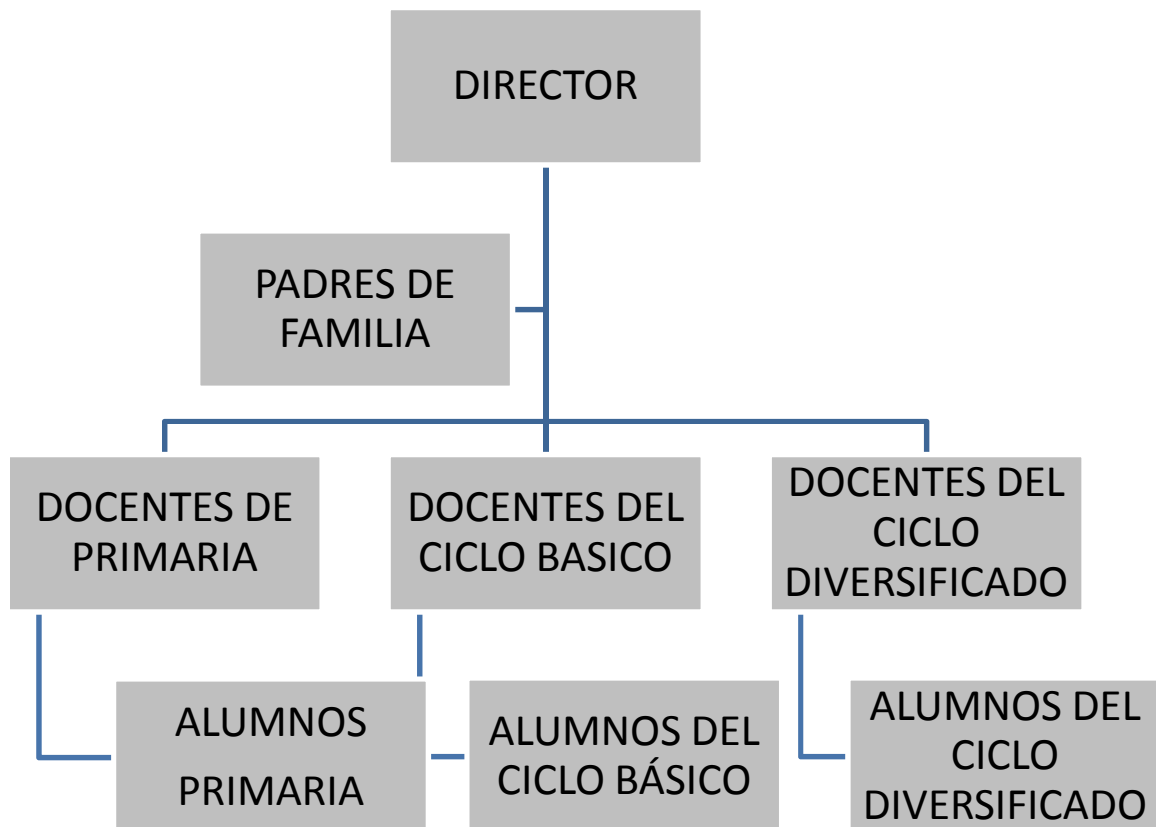 DIRECTOR
PADRES DE
FAMILIA
DOCENTES DE
PRIMARIA
DOCENTES DEL
CICLO BASICO
DOCENTES DEL
CICLO
DIVERSIFICADO
ALUMNOS
PRIMARIA
ALUMNOS DEL
CICLO BÁSICO
ALUMNOS DEL
CICLO
DIVERSIFICADO